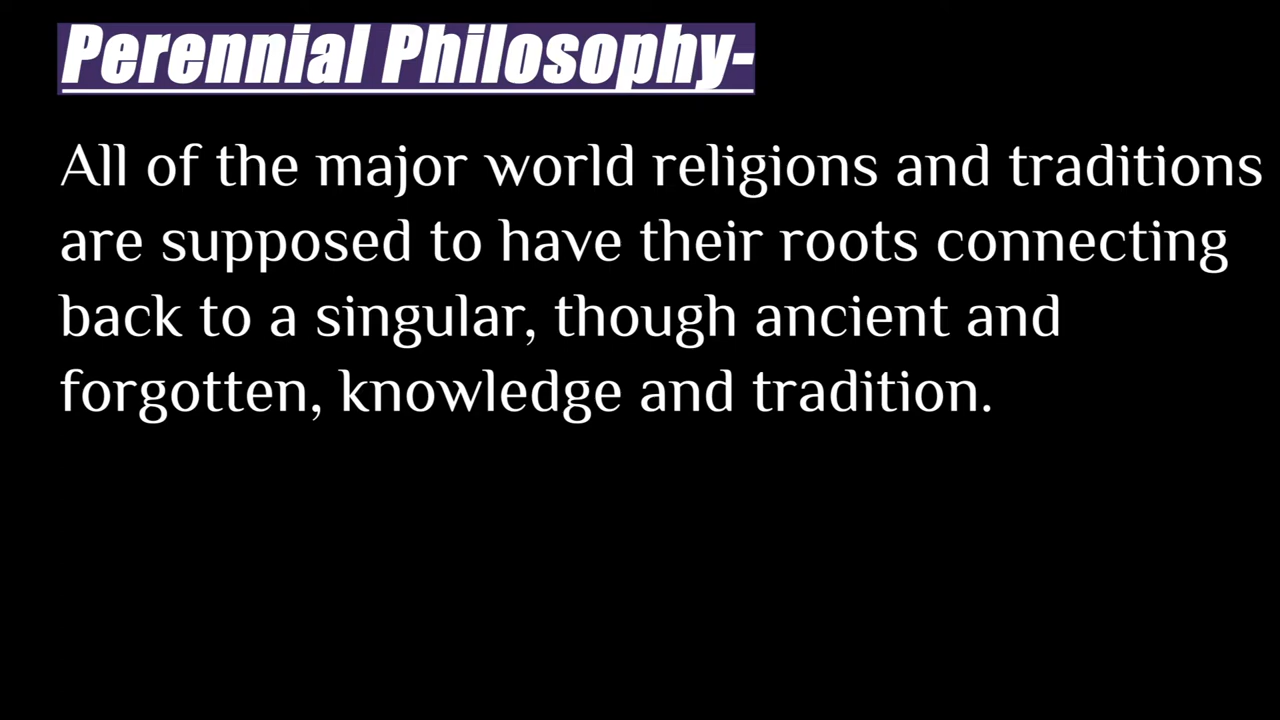 Perennial Philosophy-
All of the major world religions and traditions
are supposed to have their roots connecting
back to a singular, though ancient and
forgotten, knowledge and tradition.